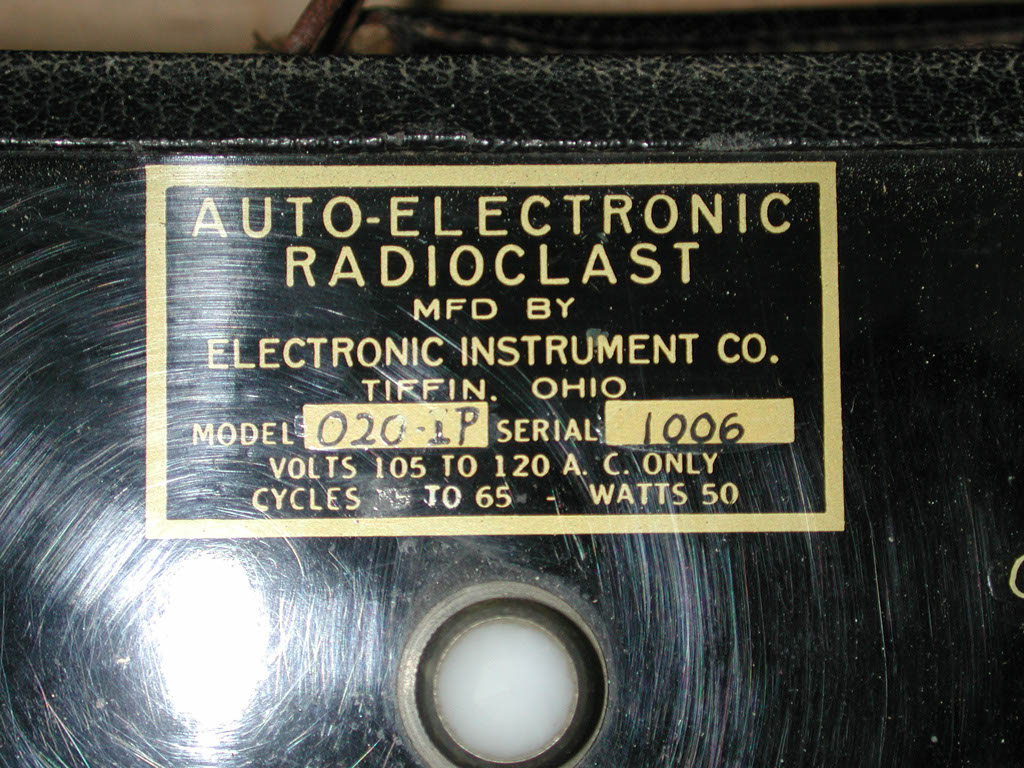 AUTO-ELECTRONIC
RADIOCLAST
MFD BY
ELECTRONIC INSTRUMENT CO.
TIFFIN, OHIO
MODEL 020-1P SERIAL 1006
VOLTS 105 TO 120 A. C. ONLY
CYCLES TO 65 - WATTS 50